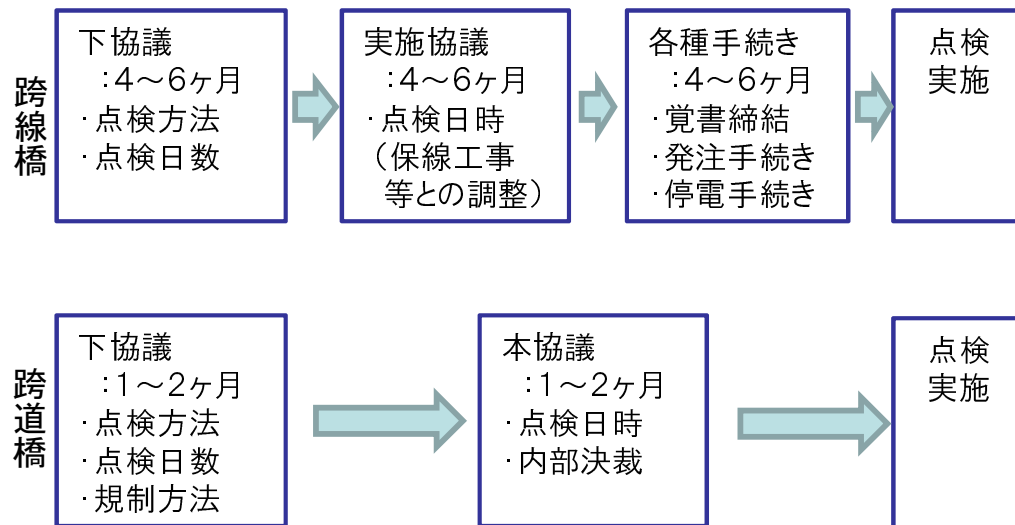 跨線橋
下協議
:4～6ヶ月
・点検方法
・点検日数
実施協議
:4～6ヶ月
・点検日時
(保線工事
等との調整)
各種手続き
:4～6ヶ月
・覚書締結
・発注手続き
・停電手続き
点検
実施
跨道橋
下協議
:1～2ヶ月
・点検方法
・点検日数
・規制方法
本協議
:1～2ヶ月
・点検日時
・内部決裁
点検
実施